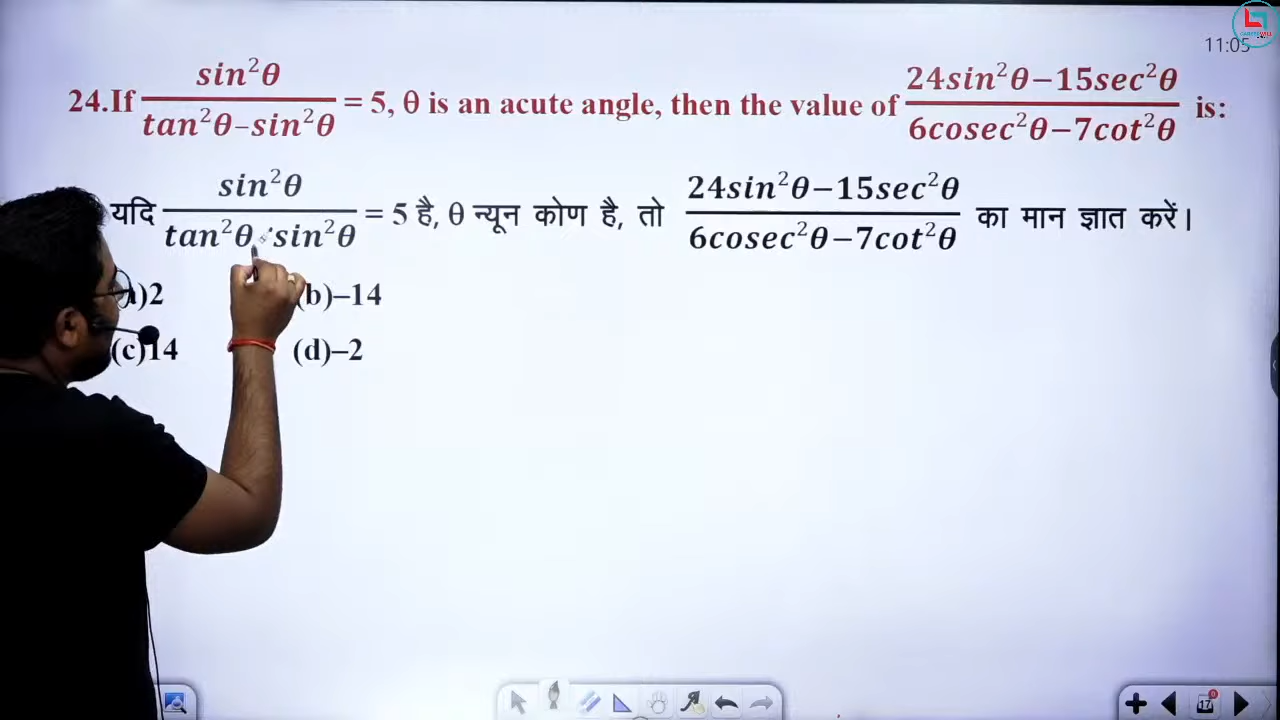 11:05
24.If sin²θ/(tan²θ–sin²θ) = 5, θ is an acute angle, then the value of (24sin²θ–15sec²θ)/(6cosec²θ–7cot²θ) is:
यदि sin²θ/(tan²θ sin²θ) = 5 है, θ न्यून कोण है, तो (24sin²θ–15sec²θ)/(6cosec²θ–7cot²θ) का मान ज्ञात करें।
)2 (b)–14
(c)14 (d)–2
17